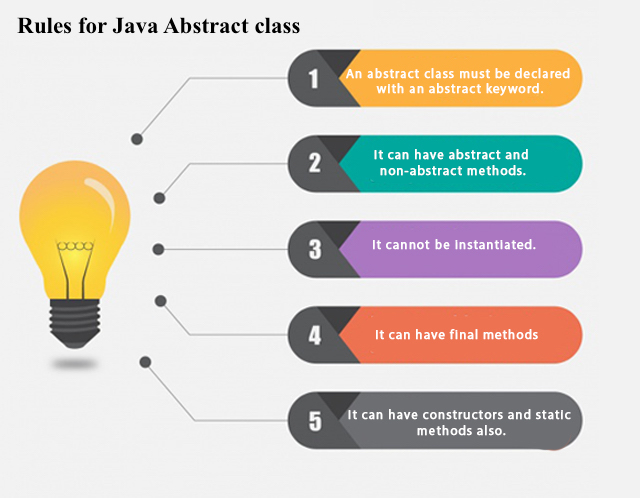 Rules for Java Abstract class
1
An abstract class must be declared
with an abstract keyword.
2
It can have abstract and
non-abstract methods.
3
It cannot be instantiated.
4
It can have final methods
5
It can have constructors and static
methods also.